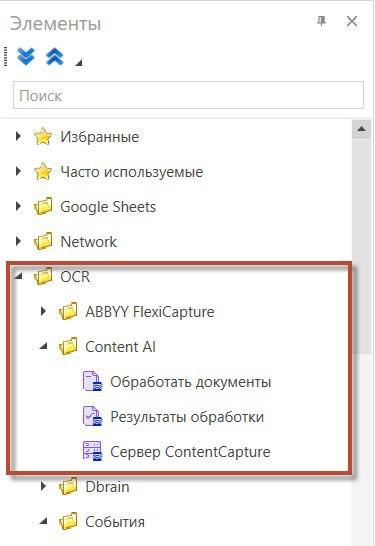 Элементы
Поиск
Избранные
Часто используемые
Google Sheets
Network
OCR
ABBYY FlexiCapture
Content AI
Обработать документы
Результаты обработки
Сервер ContentCapture
Dbrain
События